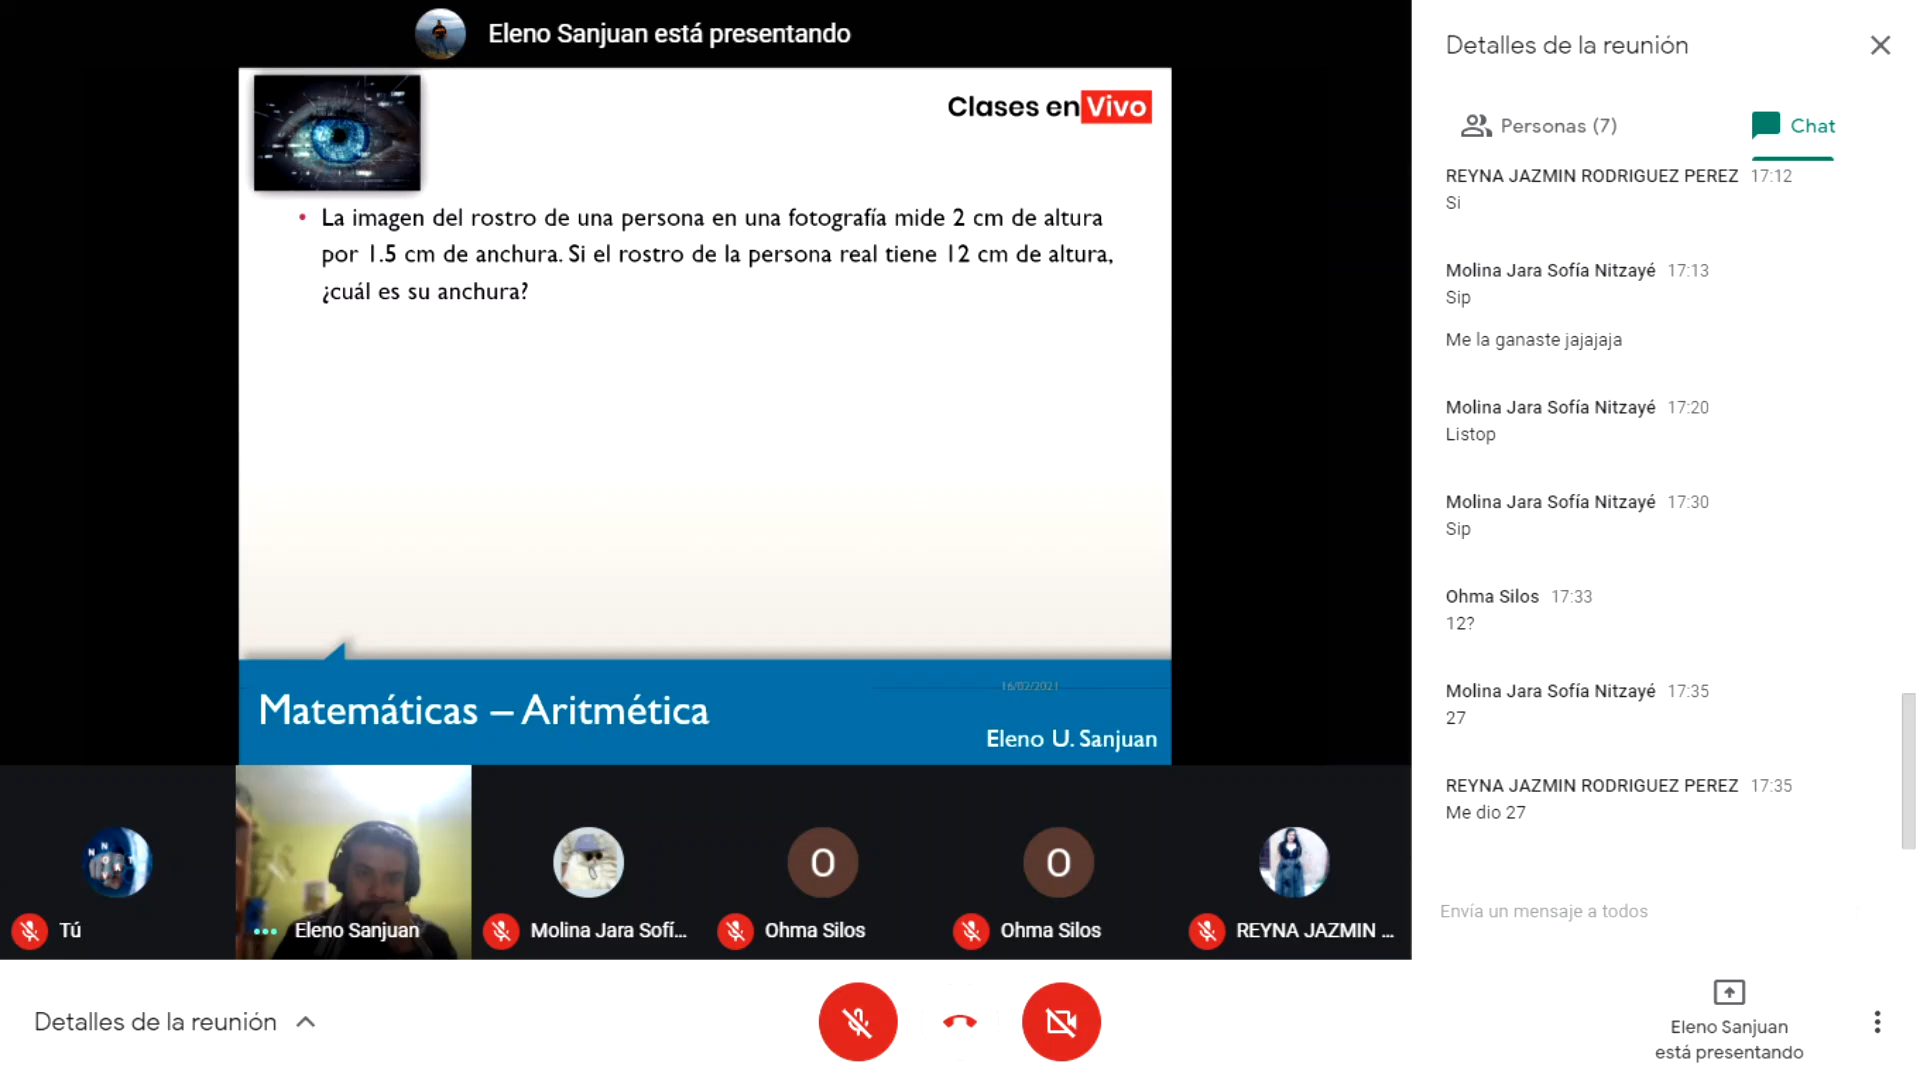 Eleno Sanjuan está presentando
Clases en Vivo
• La imagen del rostro de una persona en una fotografía mide 2 cm de altura
por 1.5 cm de anchura. Si el rostro de la persona real tiene 12 cm de altura,
¿cuál es su anchura?
16/02/2021
Matemáticas – Aritmética
Eleno U. Sanjuan
Tú
Eleno Sanjuan
Molina Jara Sofí...
O
Ohma Silos
O
Ohma Silos
REYNA JAZMIN ...
Detalles de la reunión
Personas (7)
Chat
REYNA JAZMIN RODRIGUEZ PEREZ 17:12
Si
Molina Jara Sofía Nitzayé 17:13
Sip
Me la ganaste jajajaja
Molina Jara Sofía Nitzayé 17:20
Listop
Molina Jara Sofía Nitzayé 17:30
Sip
Ohma Silos 17:33
12?
Molina Jara Sofía Nitzayé 17:35
27
REYNA JAZMIN RODRIGUEZ PEREZ 17:35
Me dio 27
Envía un mensaje a todos
Detalles de la reunión
Eleno Sanjuan
está presentando